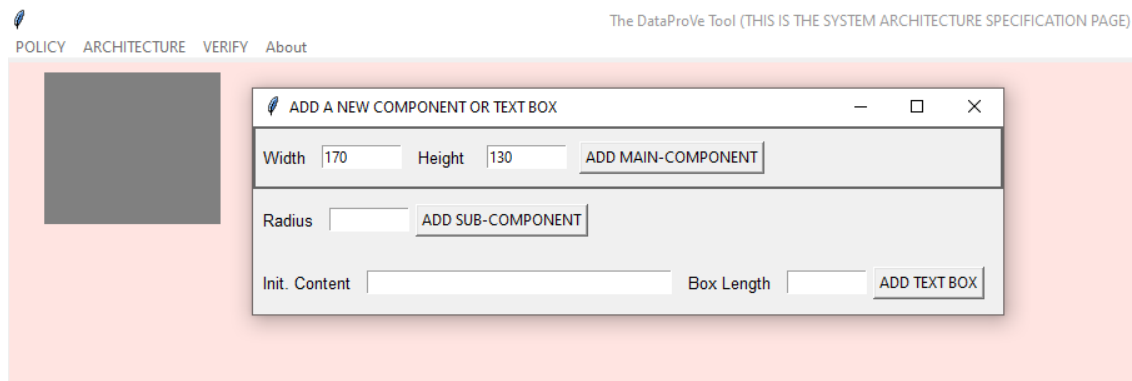 The DataProVe Tool (THIS IS THE SYSTEM ARCHITECTURE SPECIFICATION PAGE)
POLICY ARCHITECTURE VERIFY About
ADD A NEW COMPONENT OR TEXT BOX
Width 170 Height 130 ADD MAIN-COMPONENT
Radius ADD SUB-COMPONENT
Init. Content Box Length ADD TEXT BOX